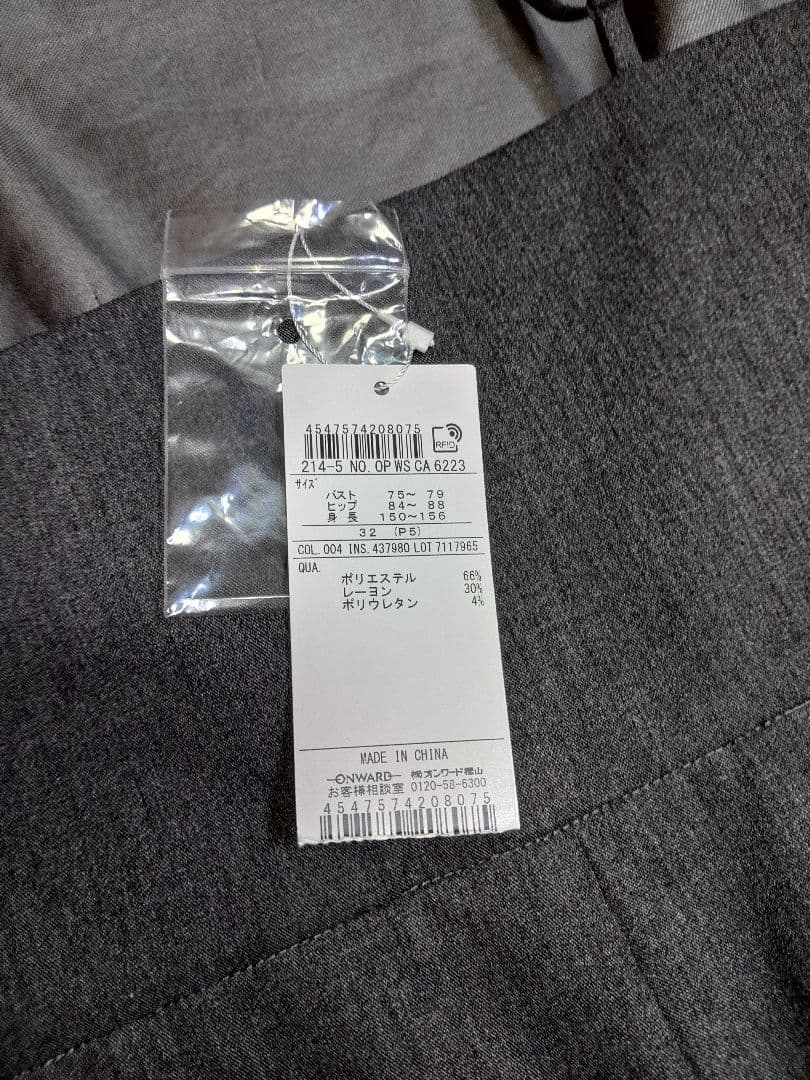 4547574208075
RFID
214-5 NO. OP WS CA 6223
ｻｲｽﾞ
バスト 75～ 79
ヒップ 84～ 88
身 長 150～156
32 (P5)
COL. 004 INS. 437980 LOT 7117965
QUA.
ポリエステル 66%
レーヨン 30%
ポリウレタン 4%
MADE IN CHINA
ONWARD ㈱オンワード樫山
お客様相談室 0120-58-6300
4547574208075